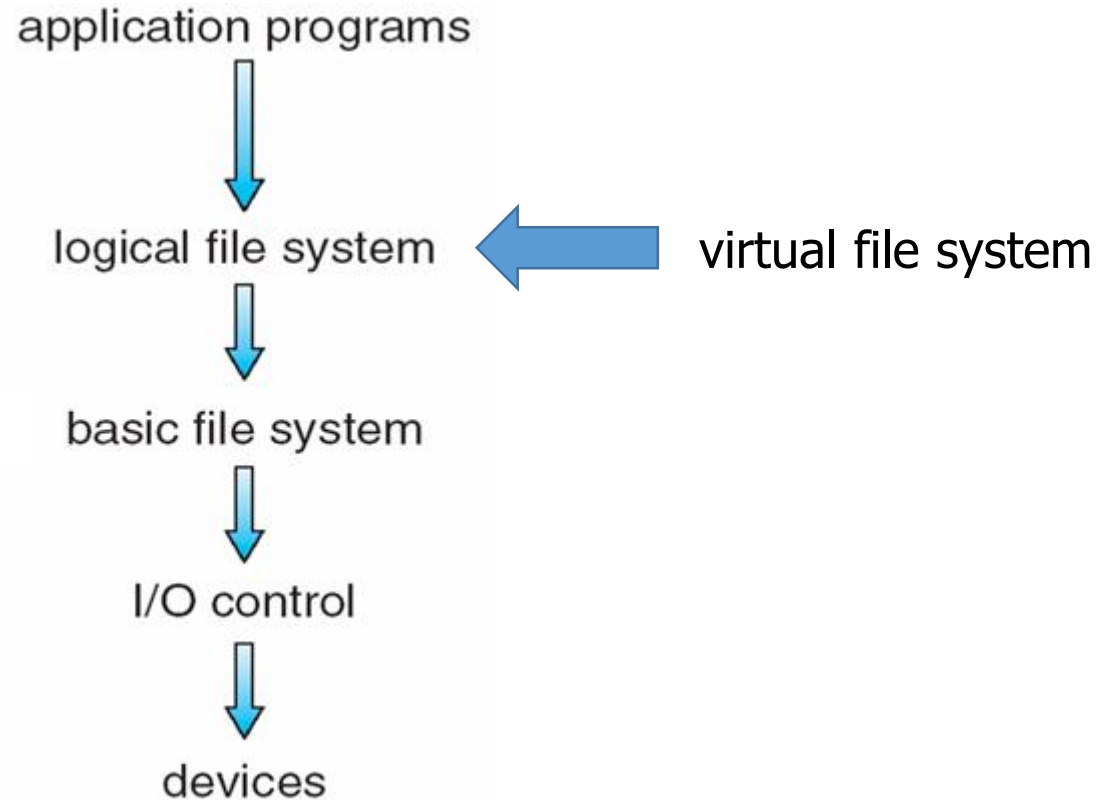 application programs
logical file system
virtual file system
basic file system
I/O control
devices